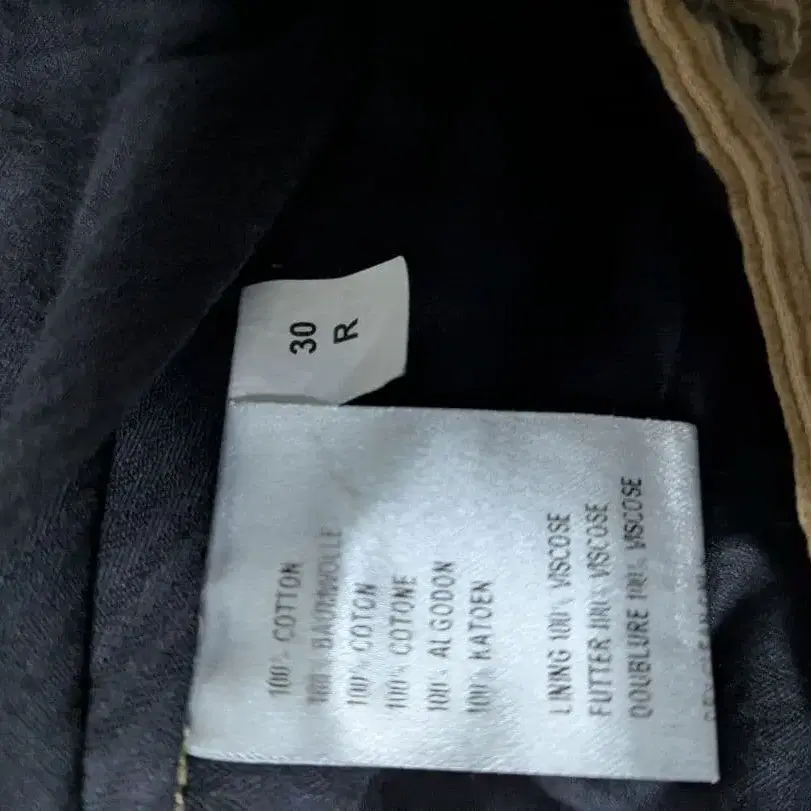 30
R
100% COTTON
100% BAUMWOLLE
100% COTON
100% COTONE
100% ALGODON
100% KATOEN
LINING 100% VISCOSE
FUTTER 100% VISCOSE
DOUBLURE 100% VISCOSE